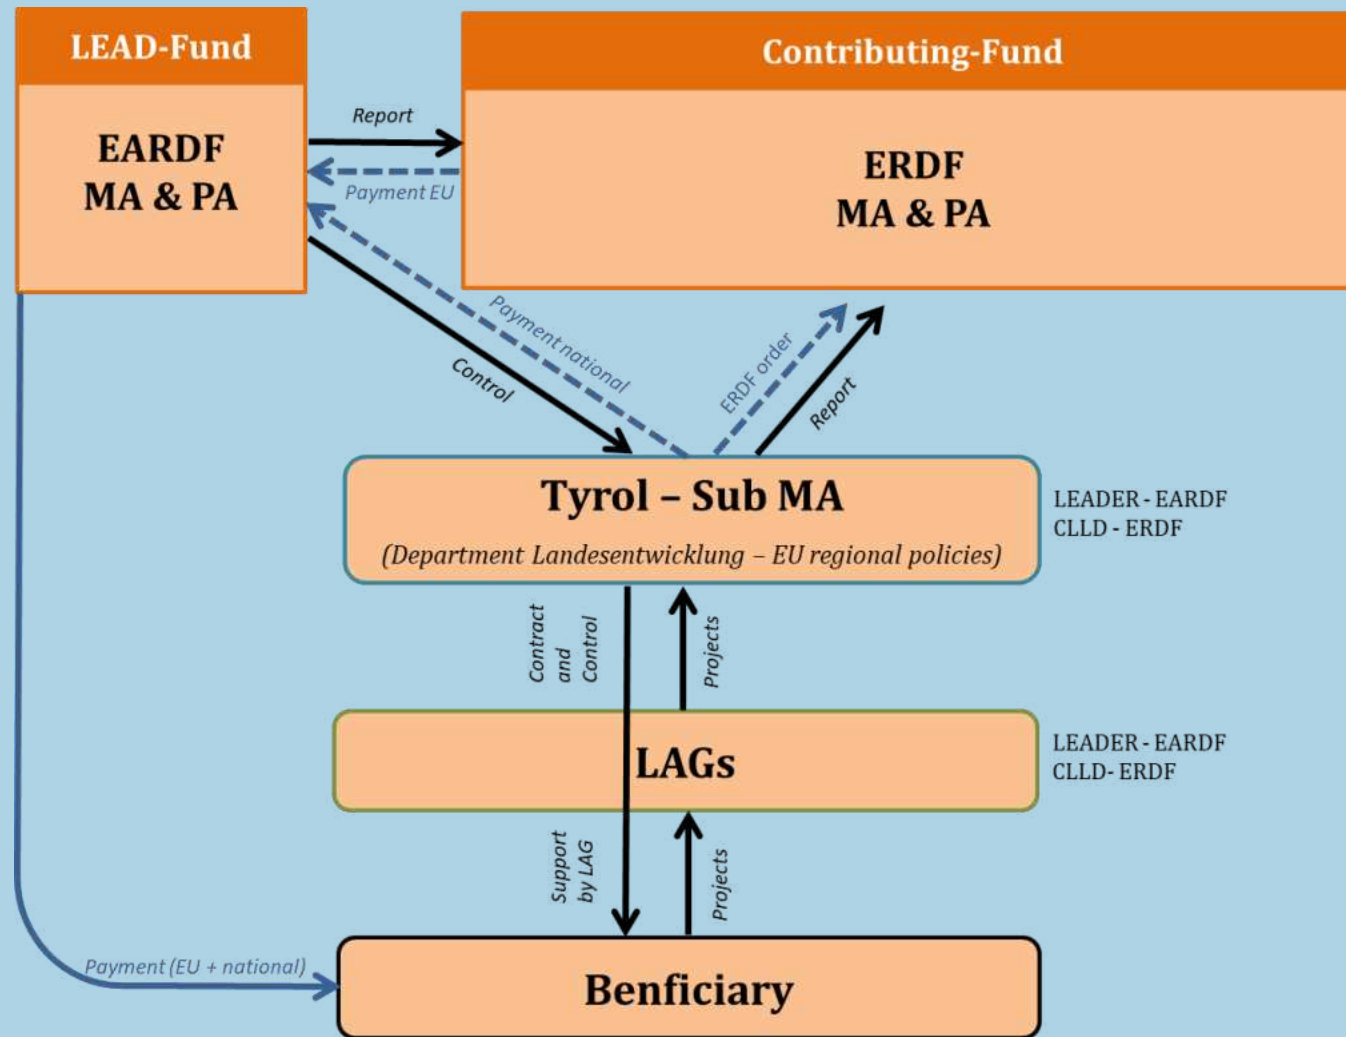 LEAD-Fund
Contributing-Fund
EARDF
MA & PA
Report
Payment EU
ERDF
MA & PA
Payment national
Control
ERDF order
Report
Tyrol – Sub MA
(Department Landesentwicklung – EU regional policies)
LEADER - EARDF
CLLD - ERDF
Contract
and
Control
Projects
LAGs
LEADER - EARDF
CLLD- ERDF
Support
by LAG
Projects
Payment (EU + national)
Benficiary